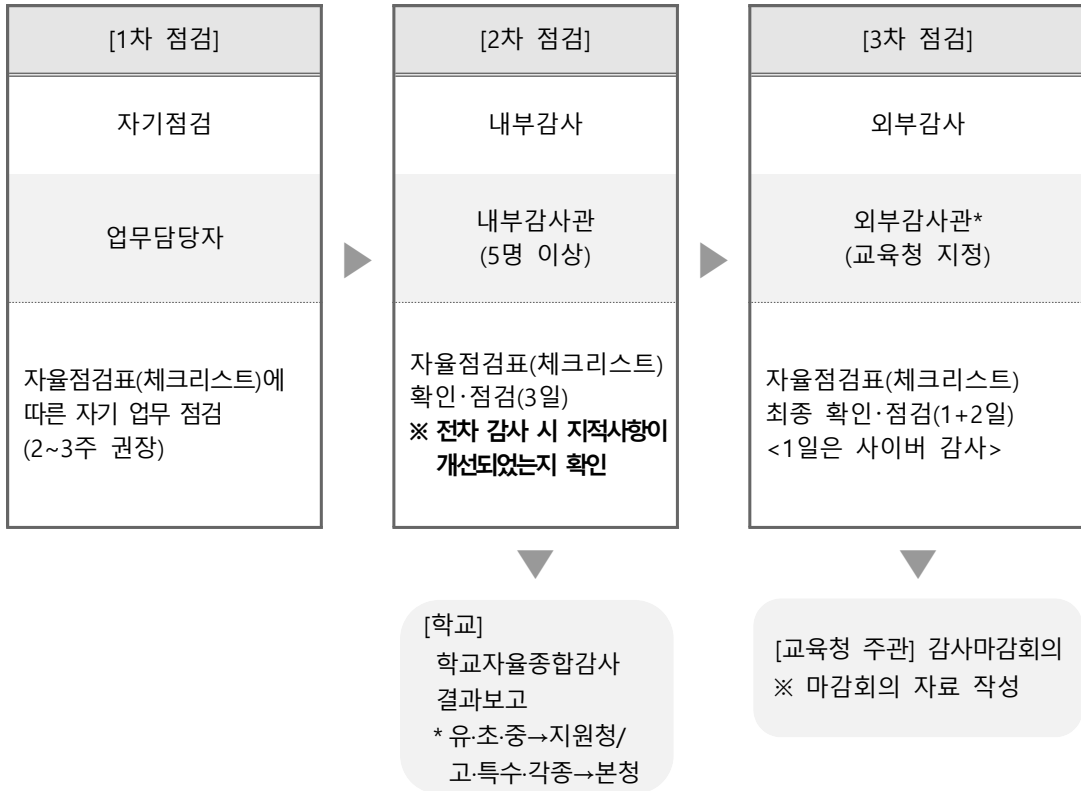 [1차 점검]
자기점검
업무담당자
자율점검표(체크리스트)에
따른 자기 업무 점검
(2~3주 권장)
[2차 점검]
내부감사
내부감사관
(5명 이상)
자율점검표(체크리스트)
확인·점검(3일)
※ 전차 감사 시 지적사항이
개선되었는지 확인
[3차 점검]
외부감사
외부감사관*
(교육청 지정)
자율점검표(체크리스트)
최종 확인·점검(1+2일)
<1일은 사이버 감사>
[학교]
학교자율종합감사
결과보고
* 유·초·중→지원청/
고·특수·각종→본청
[교육청 주관] 감사마감회의
※ 마감회의 자료 작성